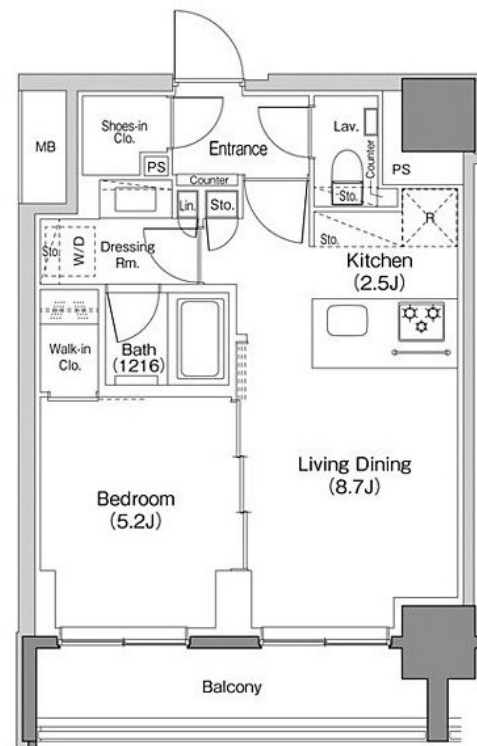 Shoes-in
Clo.
MB
PS
Entrance
Lav.
Counter
PS
Counter
Lin.
Sto.
Sto.
R
Sto.
Sto.
W/D
Dressing
Rm.
Kitchen
(2.5J)
Walk-in
Clo.
Bath
(1216)
Living Dining
(8.7J)
Bedroom
(5.2J)
Balcony